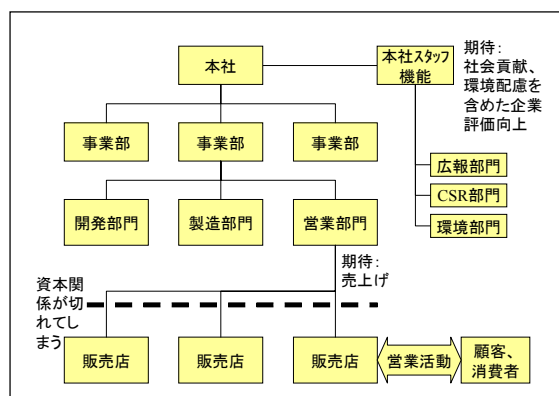 本社
本社スタッフ
機能
期待：
社会貢献、
環境配慮を
含めた企業
評価向上
事業部
事業部
事業部
広報部門
CSR部門
環境部門
開発部門
製造部門
営業部門
期待：
売上げ
資本関
係が切
れてし
まう
販売店
販売店
販売店
営業活動
顧客、
消費者